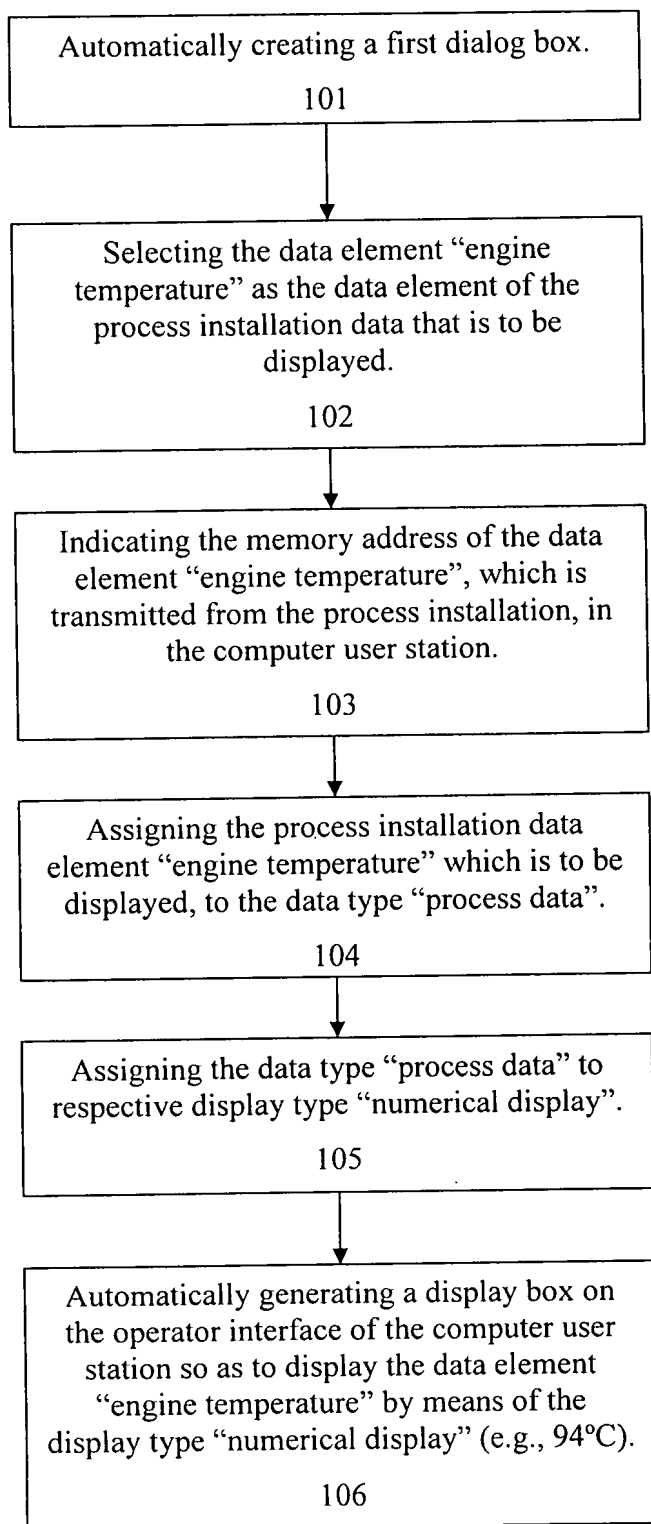 Automatically creating a first dialog box.
101
Selecting the data element “engine
temperature” as the data element of the
process installation data that is to be
displayed.
102
Indicating the memory address of the data
element “engine temperature”, which is
transmitted from the process installation, in
the computer user station.
103
Assigning the process installation data
element “engine temperature” which is to be
displayed, to the data type “process data”.
104
Assigning the data type “process data” to
respective display type “numerical display”.
105
Automatically generating a display box on
the operator interface of the computer user
station so as to display the data element
“engine temperature” by means of the
display type “numerical display” (e.g., 94ºC).
106